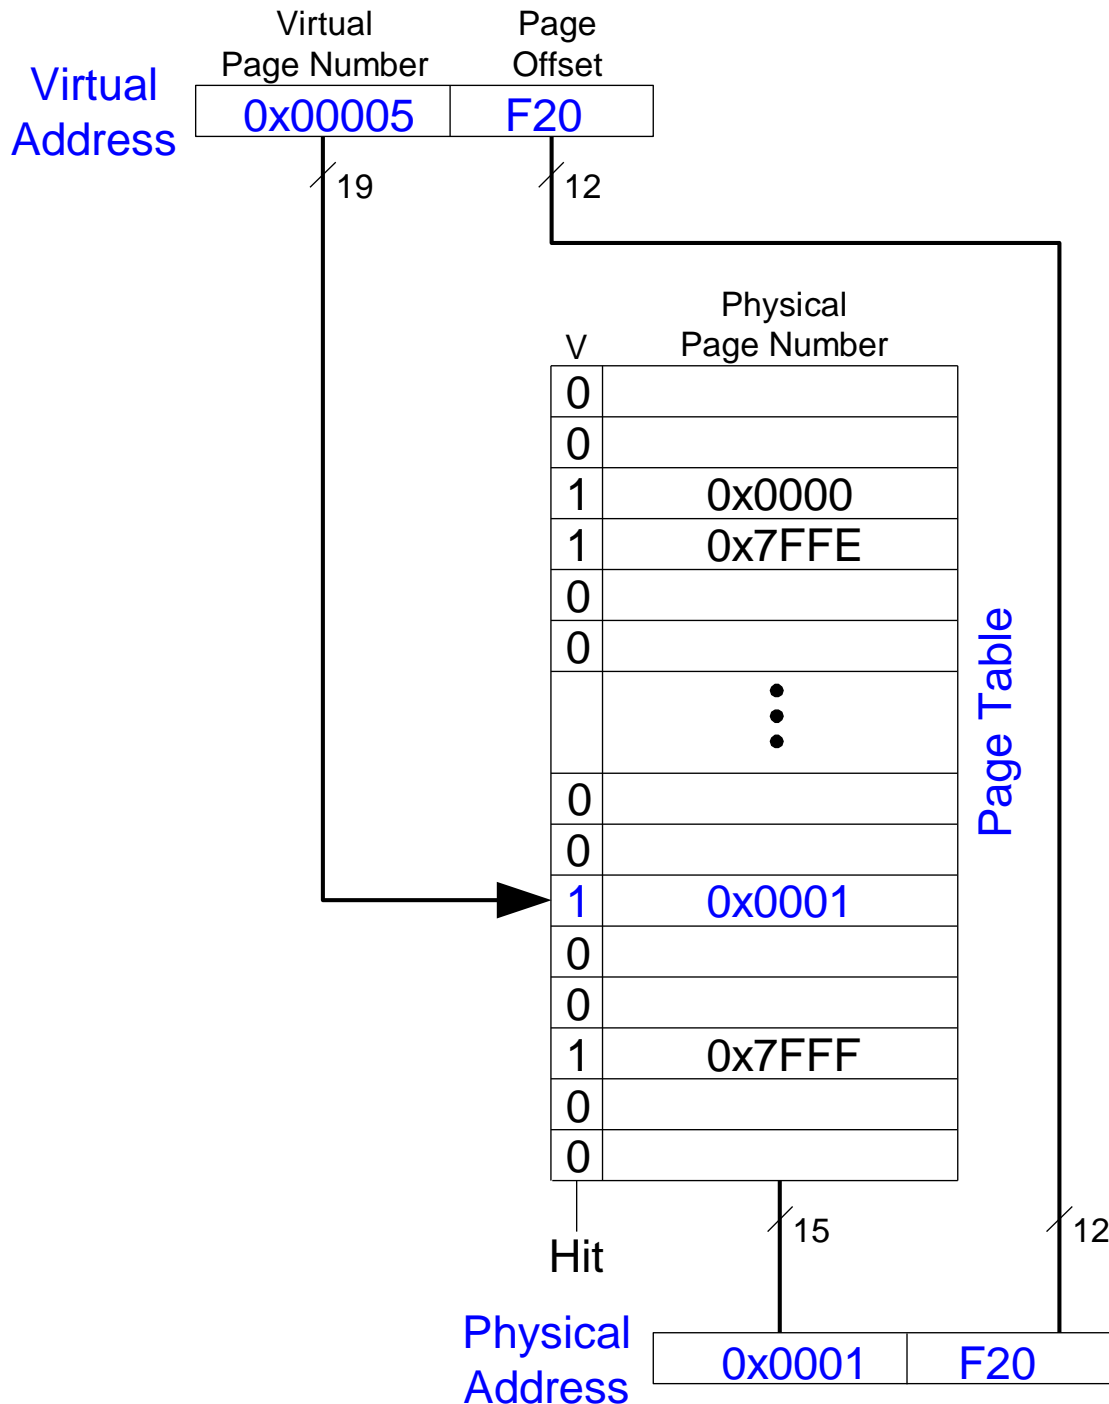 Virtual
Page Number
Page
Offset
Virtual
Address
0x00005
F20
19
12
Physical
Page Number
V
0
0
1 0x0000
1 0x7FFE
0
0
Page Table
0
0
1 0x0001
0
0
1 0x7FFF
0
0
15
12
Hit
Physical
Address
0x0001
F20